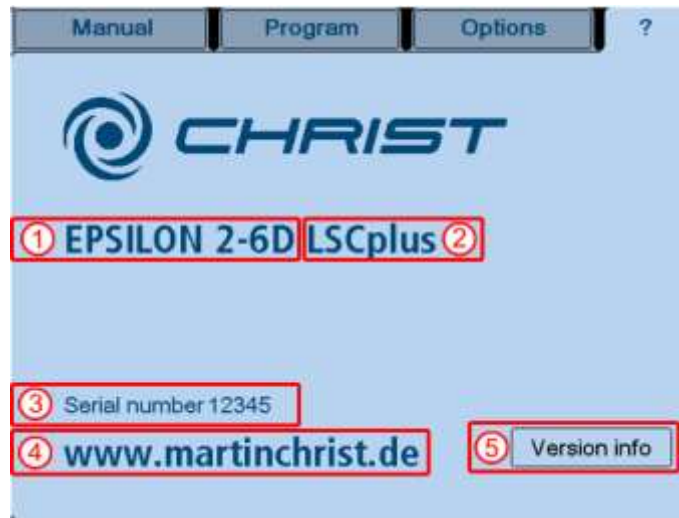 Manual Program Options ?
CHRIST
1 EPSILON 2-6D LSCplus 2
3 Serial number 12345
4 www.martinchrist.de
5 Version info